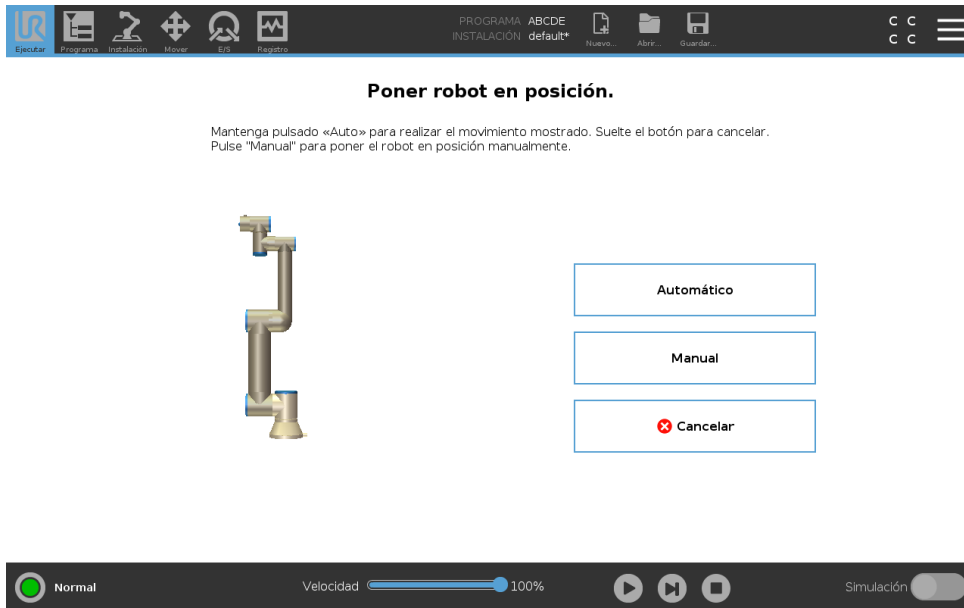 UR
PROGRAMA ABCDE
INSTALACIÓN default*
C C
C C
Ejecutar Programa Instalación Mover E/S Registro Nuevo... Abrir... Guardar...
Poner robot en posición.
Mantenga pulsado «Auto» para realizar el movimiento mostrado. Suelte el botón para cancelar.
Pulse "Manual" para poner el robot en posición manualmente.
Automático
Manual
Cancelar
Normal Velocidad 100% Simulación